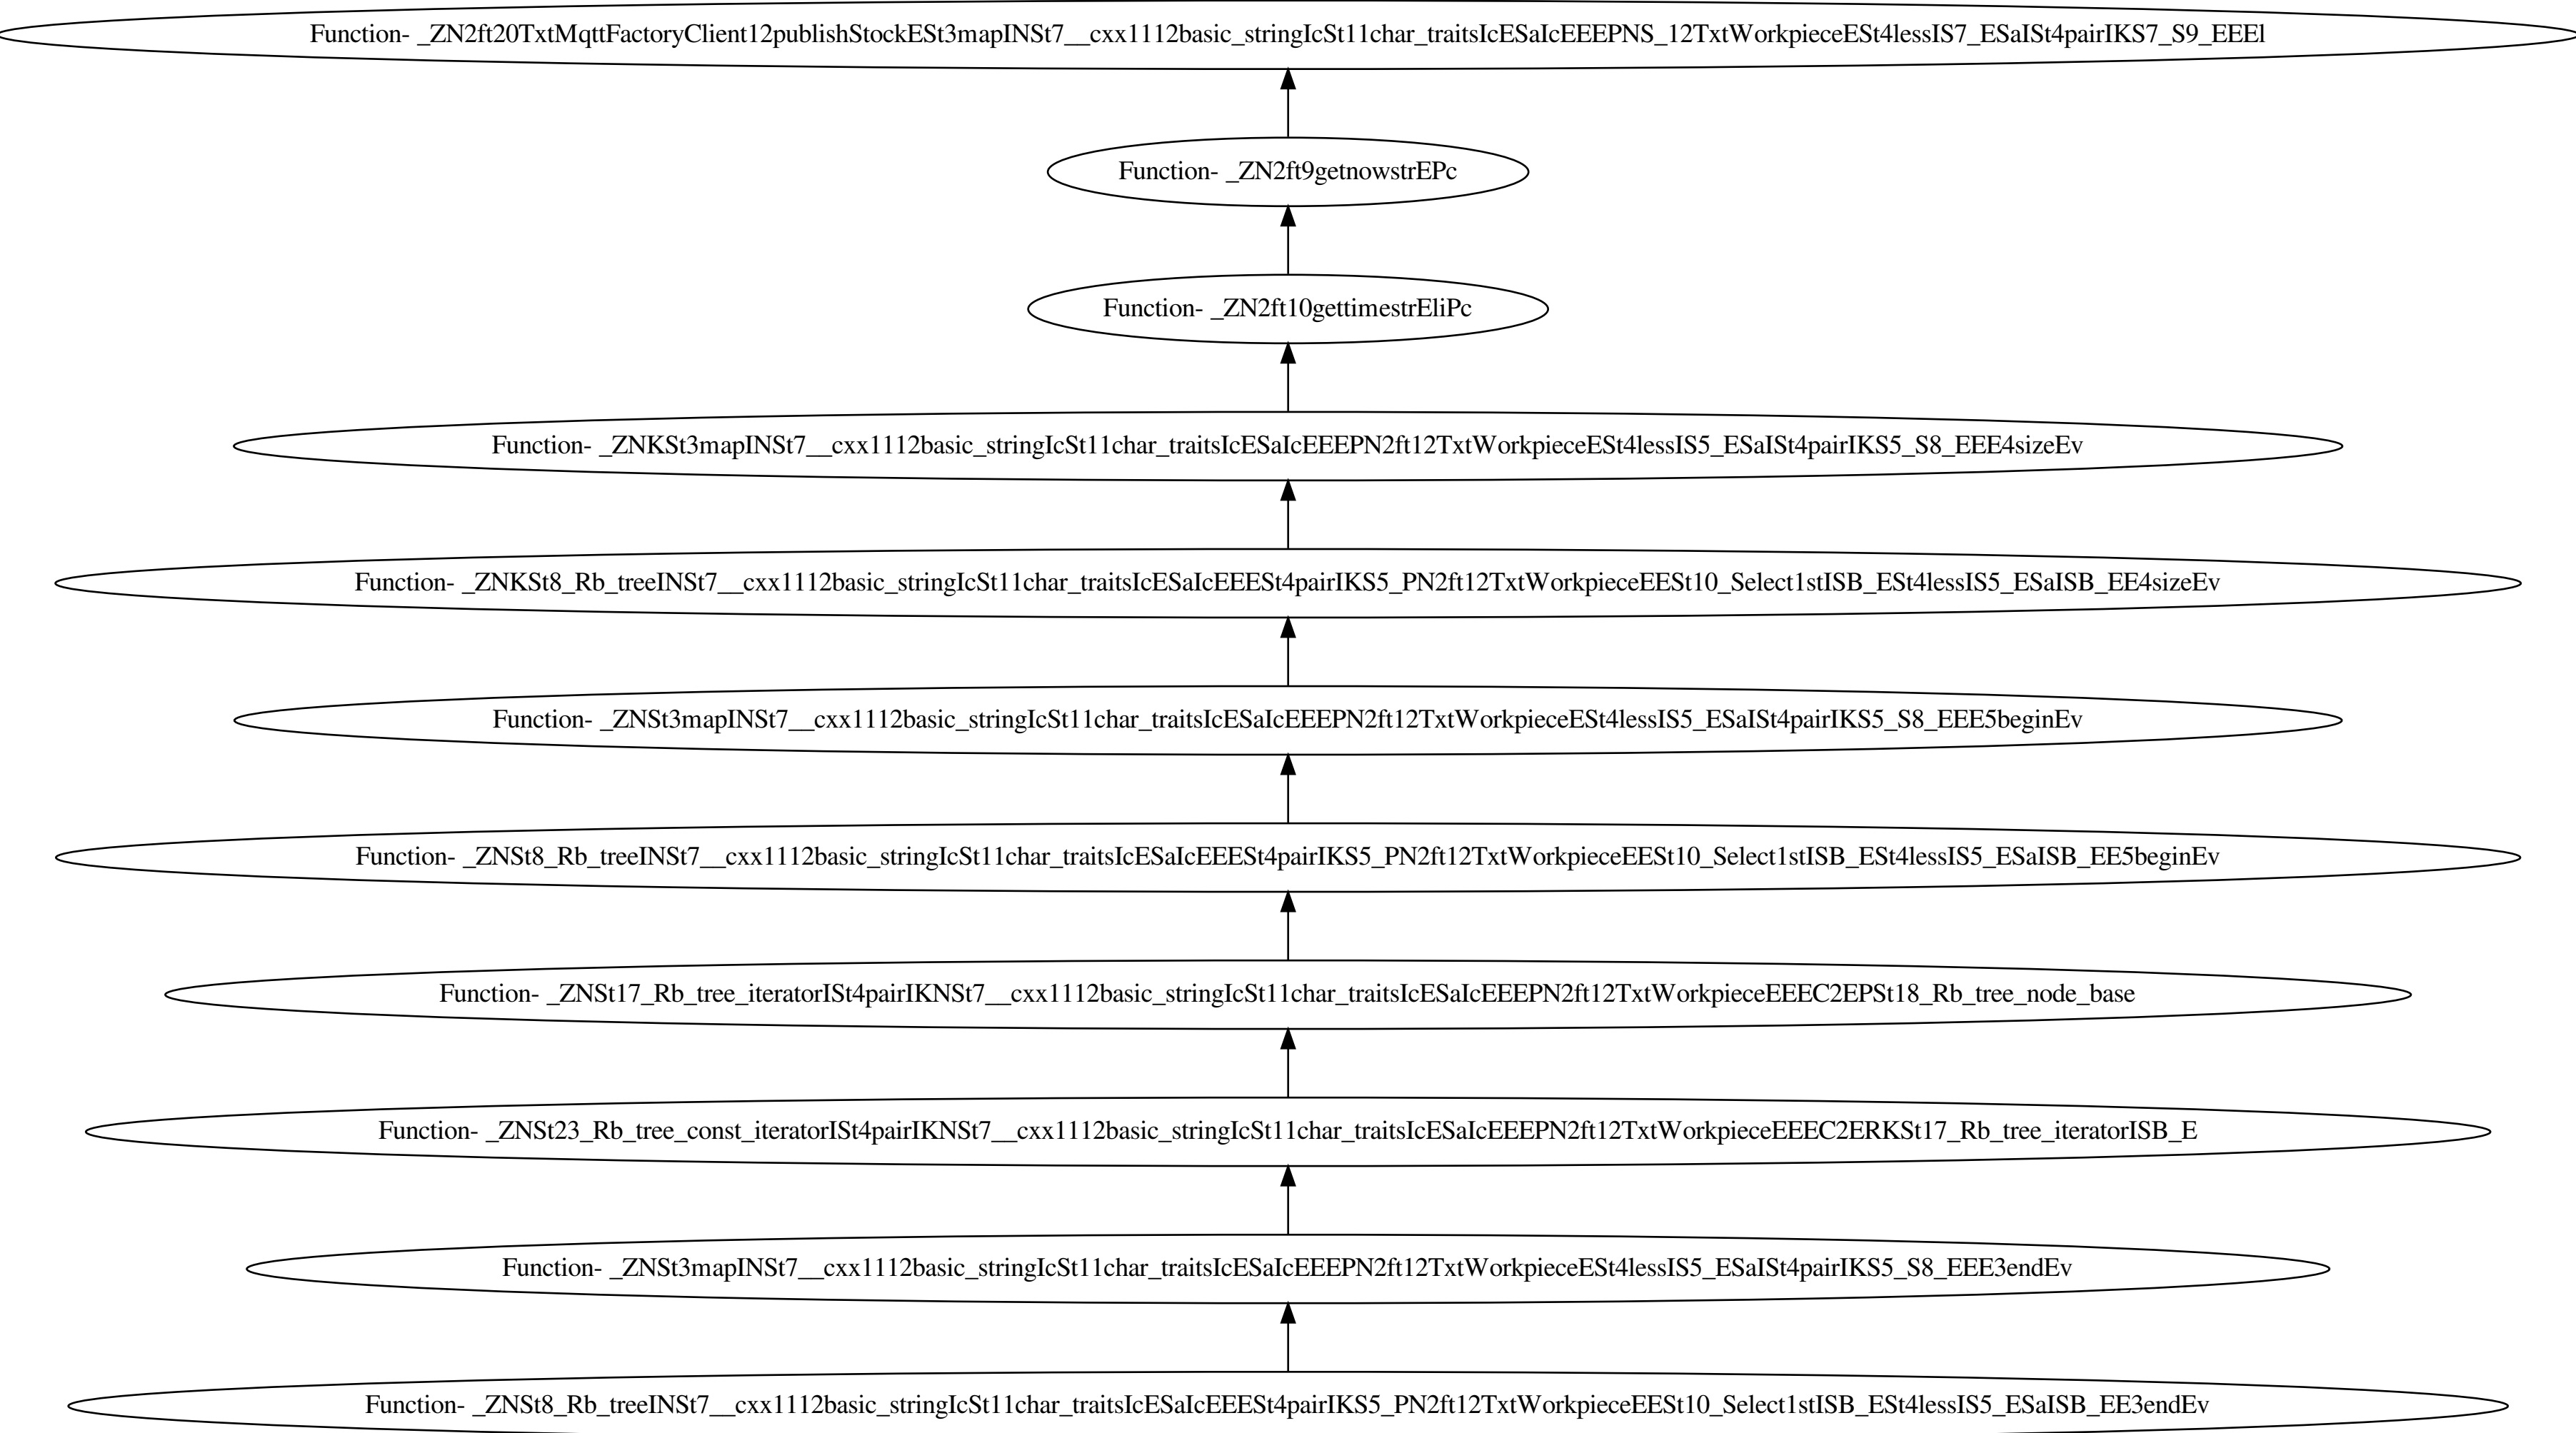 Function- _ZN2ft20TxtMqttFactoryClient12publishStockESt3mapINSt7__cxx1112basic_stringIcSt11char_traitsIcESaIcEEEPNS_12TxtWorkpieceESt4lessIS7_ESaISt4pairIKS7_S9_EEEl
Function- _ZN2ft9getnowstrEPc
Function- _ZN2ft10gettimestrEliPc
Function- _ZNKSt3mapINSt7__cxx1112basic_stringIcSt11char_traitsIcESaIcEEEPN2ft12TxtWorkpieceESt4lessIS5_ESaISt4pairIKS5_S8_EEE4sizeEv
Function- _ZNKSt8_Rb_treeINSt7__cxx1112basic_stringIcSt11char_traitsIcESaIcEEESt4pairIKS5_PN2ft12TxtWorkpieceEESt10_Select1stISB_ESt4lessIS5_ESaISB_EE4sizeEv
Function- _ZNSt3mapINSt7__cxx1112basic_stringIcSt11char_traitsIcESaIcEEEPN2ft12TxtWorkpieceESt4lessIS5_ESaISt4pairIKS5_S8_EEE5beginEv
Function- _ZNSt8_Rb_treeINSt7__cxx1112basic_stringIcSt11char_traitsIcESaIcEEESt4pairIKS5_PN2ft12TxtWorkpieceEESt10_Select1stISB_ESt4lessIS5_ESaISB_EE5beginEv
Function- _ZNSt17_Rb_tree_iteratorISt4pairIKNSt7__cxx1112basic_stringIcSt11char_traitsIcESaIcEEEPN2ft12TxtWorkpieceEEEC2EPSt18_Rb_tree_node_base
Function- _ZNSt23_Rb_tree_const_iteratorISt4pairIKNSt7__cxx1112basic_stringIcSt11char_traitsIcESaIcEEEPN2ft12TxtWorkpieceEEEC2ERKSt17_Rb_tree_iteratorISB_E
Function- _ZNSt3mapINSt7__cxx1112basic_stringIcSt11char_traitsIcESaIcEEEPN2ft12TxtWorkpieceESt4lessIS5_ESaISt4pairIKS5_S8_EEE3endEv
Function- _ZNSt8_Rb_treeINSt7__cxx1112basic_stringIcSt11char_traitsIcESaIcEEESt4pairIKS5_PN2ft12TxtWorkpieceEESt10_Select1stISB_ESt4lessIS5_ESaISB_EE3endEv